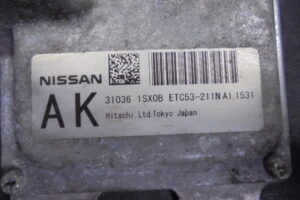 NISSAN
AK
31036 1SX0B ETC53-211N A1 1531
Hitachi Ltd Tokyo Japan